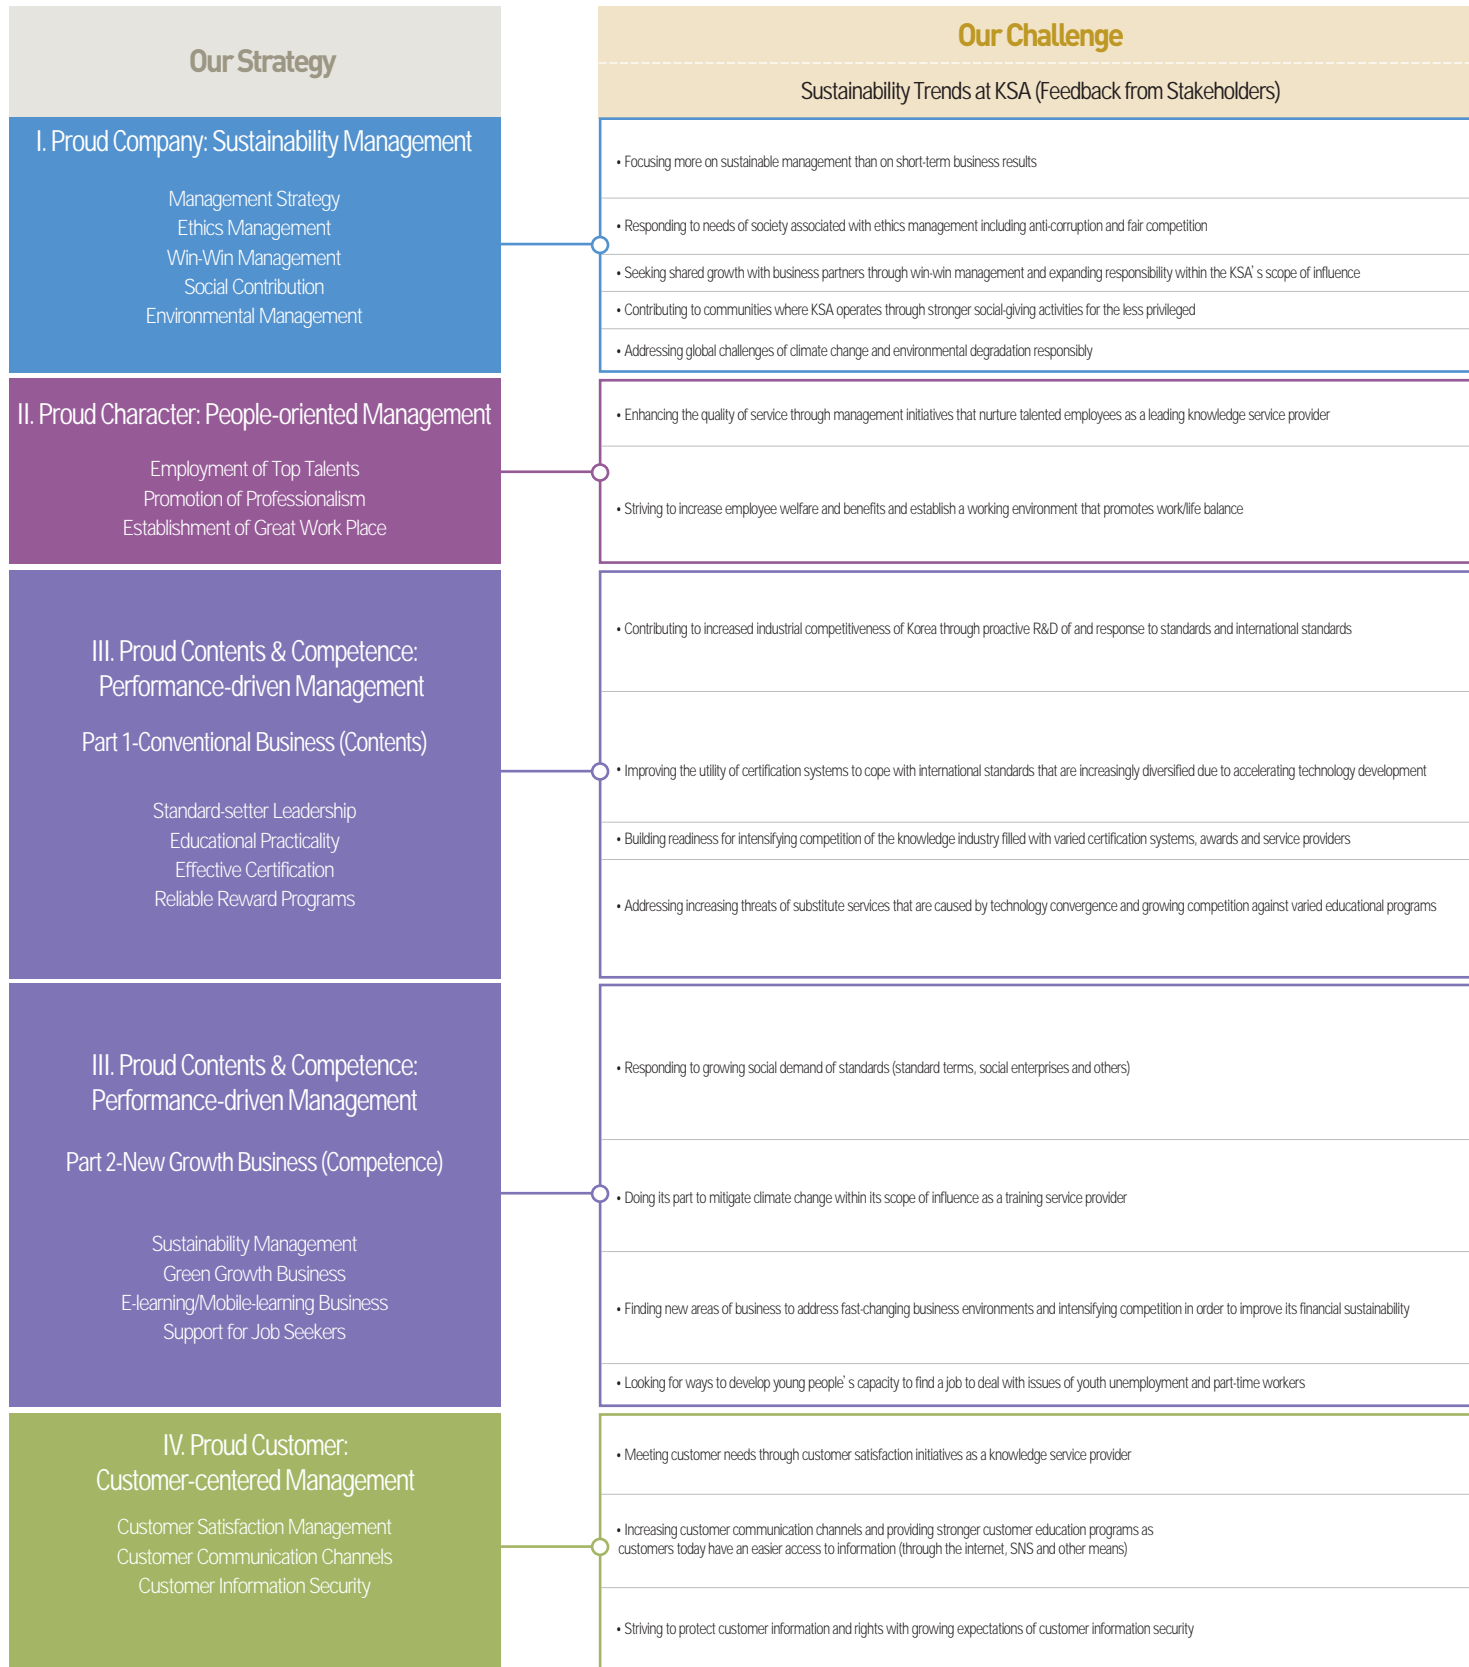 Our Strategy
Our Challenge
Sustainability Trends at KSA (Feedback from Stakeholders)
I. Proud Company: Sustainability Management
Management Strategy
Ethics Management
Win-Win Management
Social Contribution
Environmental Management
• Focusing more on sustainable management than on short-term business results
• Responding to needs of society associated with ethics management including anti-corruption and fair competition
• Seeking shared growth with business partners through win-win management and expanding responsibility within the KSA's scope of influence
• Contributing to communities where KSA operates through stronger social-giving activities for the less privileged
• Addressing global challenges of climate change and environmental degradation responsibly
II. Proud Character: People-oriented Management
Employment of Top Talents
Promotion of Professionalism
Establishment of Great Work Place
• Enhancing the quality of service through management initiatives that nurture talented employees as a leading knowledge service provider
• Striving to increase employee welfare and benefits and establish a working environment that promotes work/life balance
III. Proud Contents & Competence:
Performance-driven Management
Part 1-Conventional Business (Contents)
Standard-setter Leadership
Educational Practicality
Effective Certification
Reliable Reward Programs
• Contributing to increased industrial competitiveness of Korea through proactive R&D of and response to standards and international standards
• Improving the utility of certification systems to cope with international standards that are increasingly diversified due to accelerating technology development
• Building readiness for intensifying competition of the knowledge industry filled with varied certification systems, awards and service providers
• Addressing increasing threats of substitute services that are caused by technology convergence and growing competition against varied educational programs
III. Proud Contents & Competence:
Performance-driven Management
Part 2-New Growth Business (Competence)
Sustainability Management
Green Growth Business
E-learning/Mobile-learning Business
Support for Job Seekers
• Responding to growing social demand of standards (standard terms, social enterprises and others)
• Doing its part to mitigate climate change within its scope of influence as a training service provider
• Finding new areas of business to address fast-changing business environments and intensifying competition in order to improve its financial sustainability
• Looking for ways to develop young people's capacity to find a job to deal with issues of youth unemployment and part-time workers
IV. Proud Customer:
Customer-centered Management
Customer Satisfaction Management
Customer Communication Channels
Customer Information Security
• Meeting customer needs through customer satisfaction initiatives as a knowledge service provider
• Increasing customer communication channels and providing stronger customer education programs as
customers today have an easier access to information (through the internet, SNS and other means)
• Striving to protect customer information and rights with growing expectations of customer information security